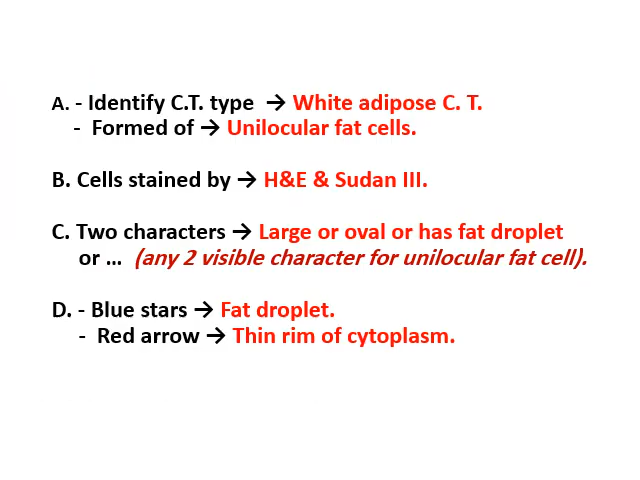 A. - Identify C.T. type → White adipose C. T.
- Formed of → Unilocular fat cells.
B. Cells stained by → H&E & Sudan III.
C. Two characters → Large or oval or has fat droplet
or ... (any 2 visible character for unilocular fat cell).
D. - Blue stars → Fat droplet.
- Red arrow → Thin rim of cytoplasm.